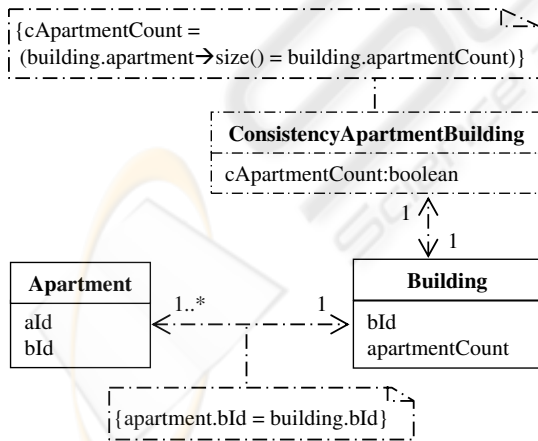 {cApartmentCount =
(building.apartment→size() = building.apartmentCount)}
ConsistencyApartmentBuilding
cApartmentCount:boolean
1
1
Apartment
aId
bId
1..*
1
Building
bId
apartmentCount
{apartment.bId = building.bId}